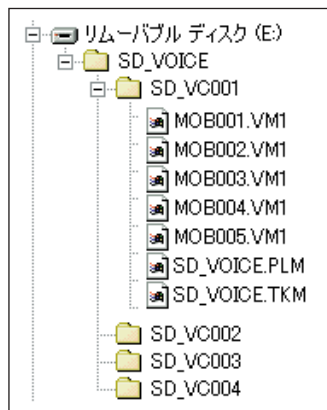 リムーバブル ディスク (E:)
SD_VOICE
SD_VC001
MOB001.VM1
MOB002.VM1
MOB003.VM1
MOB004.VM1
MOB005.VM1
SD_VOICE.PLM
SD_VOICE.TKM
SD_VC002
SD_VC003
SD_VC004